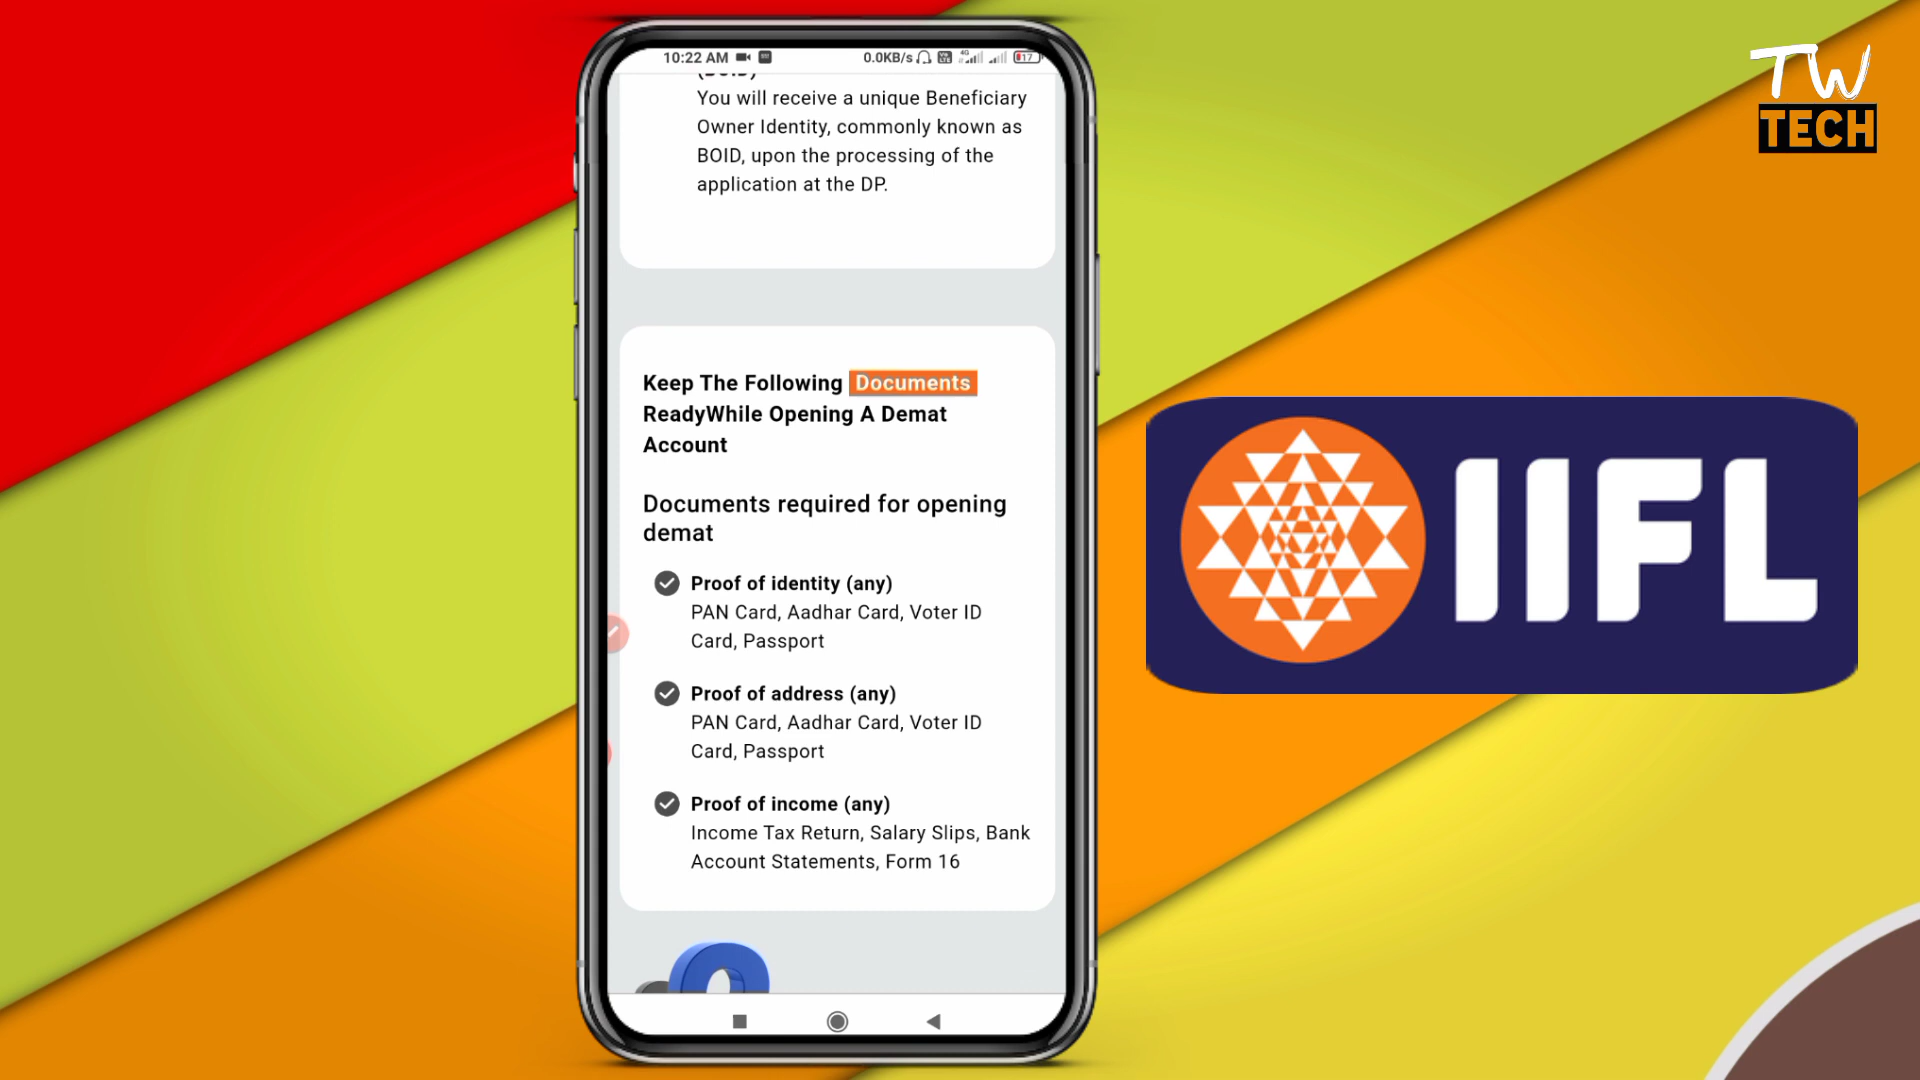 10:22 AM
0.0KB/s
4G
17
(BOID)
You will receive a unique Beneficiary
Owner Identity, commonly known as
BOID, upon the processing of the
application at the DP.
Keep The Following Documents
ReadyWhile Opening A Demat
Account
Documents required for opening
demat
Proof of identity (any)
PAN Card, Aadhar Card, Voter ID
Card, Passport
Proof of address (any)
PAN Card, Aadhar Card, Voter ID
Card, Passport
Proof of income (any)
Income Tax Return, Salary Slips, Bank
Account Statements, Form 16
TW
TECH
IIFL